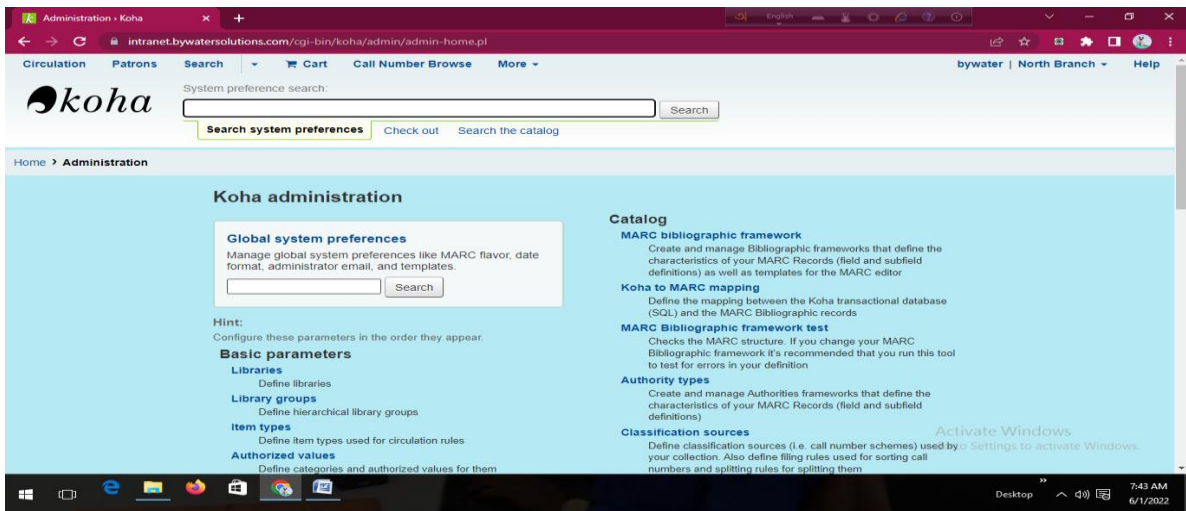 Administration › Koha
English
intranet.bywatersolutions.com/cgi-bin/koha/admin/admin-home.pl
Circulation Patrons Search Cart Call Number Browse More bywater | North Branch Help
koha
System preference search:
Search
Search system preferences Check out Search the catalog
Home › Administration
Koha administration
Global system preferences
Manage global system preferences like MARC flavor, date
format, administrator email, and templates.
Search
Hint:
Configure these parameters in the order they appear.
Basic parameters
Libraries
Define libraries
Library groups
Define hierarchical library groups
Item types
Define item types used for circulation rules
Authorized values
Define categories and authorized values for them
Catalog
MARC bibliographic framework
Create and manage Bibliographic frameworks that define the
characteristics of your MARC Records (field and subfield
definitions) as well as templates for the MARC editor
Koha to MARC mapping
Define the mapping between the Koha transactional database
(SQL) and the MARC Bibliographic records
MARC Bibliographic framework test
Checks the MARC structure. If you change your MARC
Bibliographic framework it's recommended that you run this tool
to test for errors in your definition
Authority types
Create and manage Authorities frameworks that define the
characteristics of your MARC Records (field and subfield
definitions)
Classification sources
Define classification sources (i.e. call number schemes) used by
your collection. Also define filing rules used for sorting call
numbers and splitting rules for splitting them
Activate Windows
to Settings to activate Windows.
Desktop
7:43 AM
6/1/2022